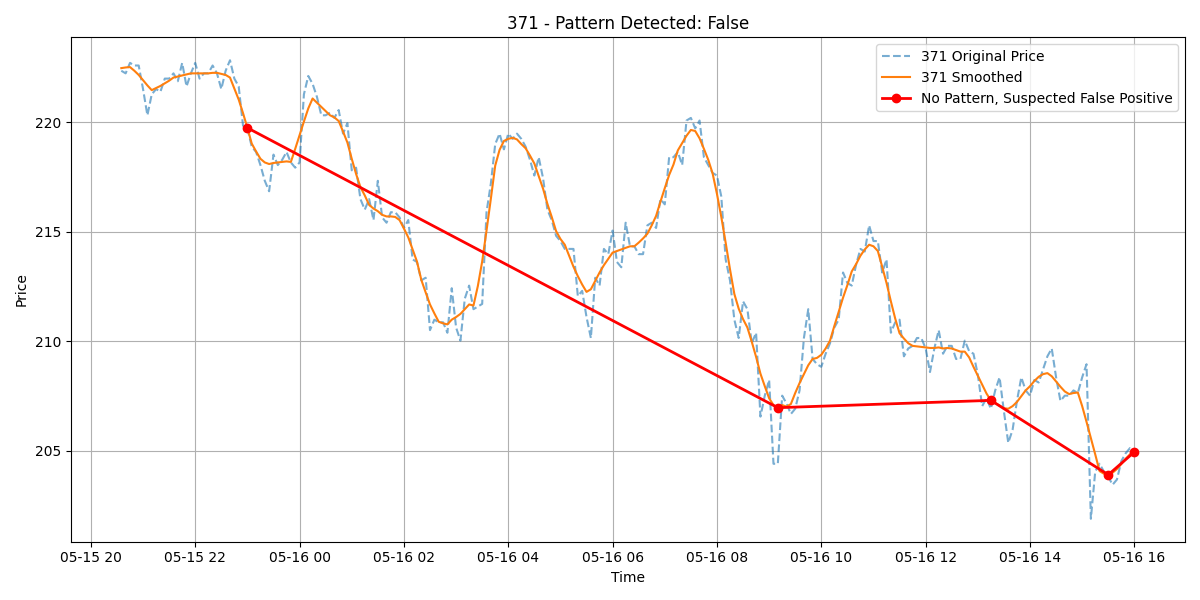 371 - Pattern Detected: False
371 Original Price
371 Smoothed
No Pattern, Suspected False Positive
Price
220
215
210
205
05-15 20 05-15 22 05-16 00 05-16 02 05-16 04 05-16 06 05-16 08 05-16 10 05-16 12 05-16 14 05-16 16
Time